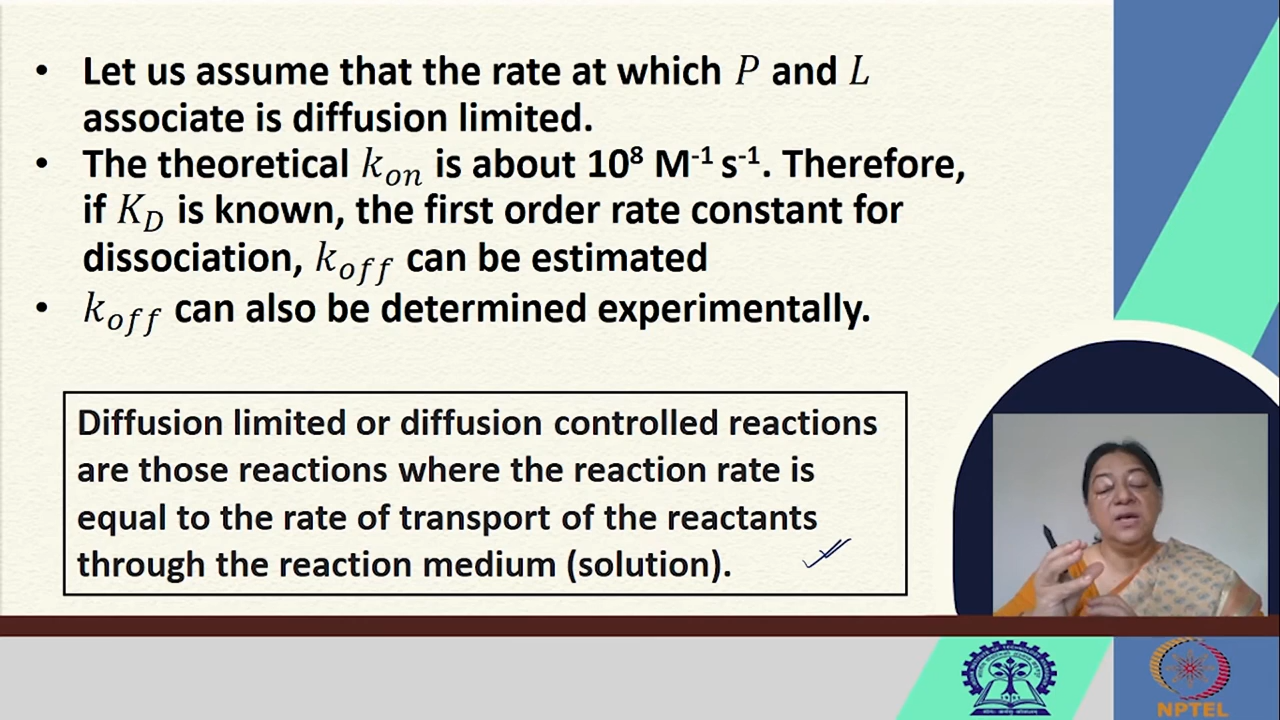 • Let us assume that the rate at which P and L
associate is diffusion limited.
• The theoretical k_on is about 10⁸ M⁻¹ s⁻¹. Therefore,
if K_D is known, the first order rate constant for
dissociation, k_off can be estimated
• k_off can also be determined experimentally.
Diffusion limited or diffusion controlled reactions
are those reactions where the reaction rate is
equal to the rate of transport of the reactants
through the reaction medium (solution).
NPTEL